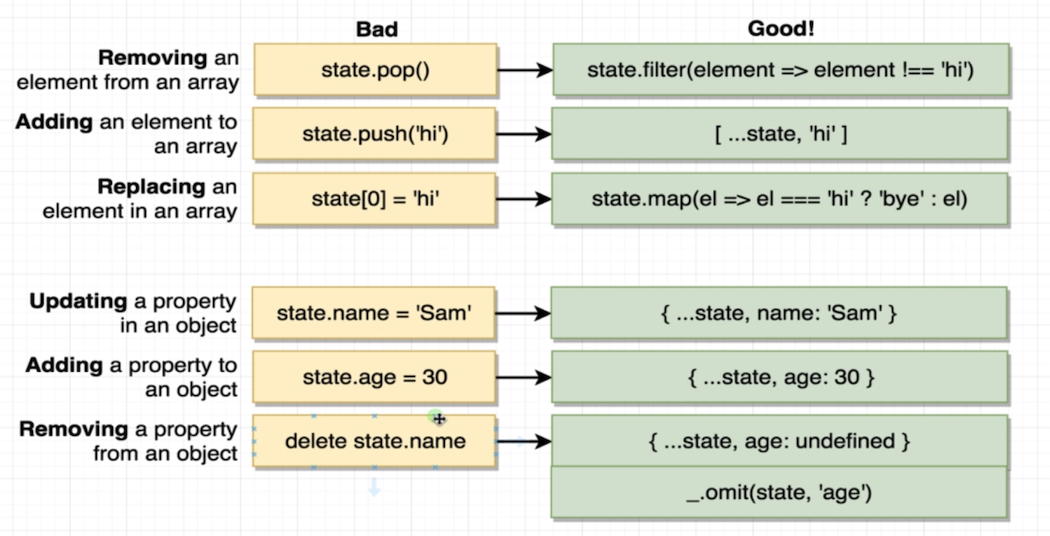 Bad
Good!
Removing an
element from an array
state.pop()
state.filter(element => element !== 'hi')
Adding an element to
an array
state.push('hi')
[ ...state, 'hi' ]
Replacing an
element in an array
state[0] = 'hi'
state.map(el => el === 'hi' ? 'bye' : el)
Updating a property
in an object
state.name = 'Sam'
{ ...state, name: 'Sam' }
Adding a property to
an object
state.age = 30
{ ...state, age: 30 }
Removing a property
from an object
delete state.name
{ ...state, age: undefined }
_.omit(state, 'age')